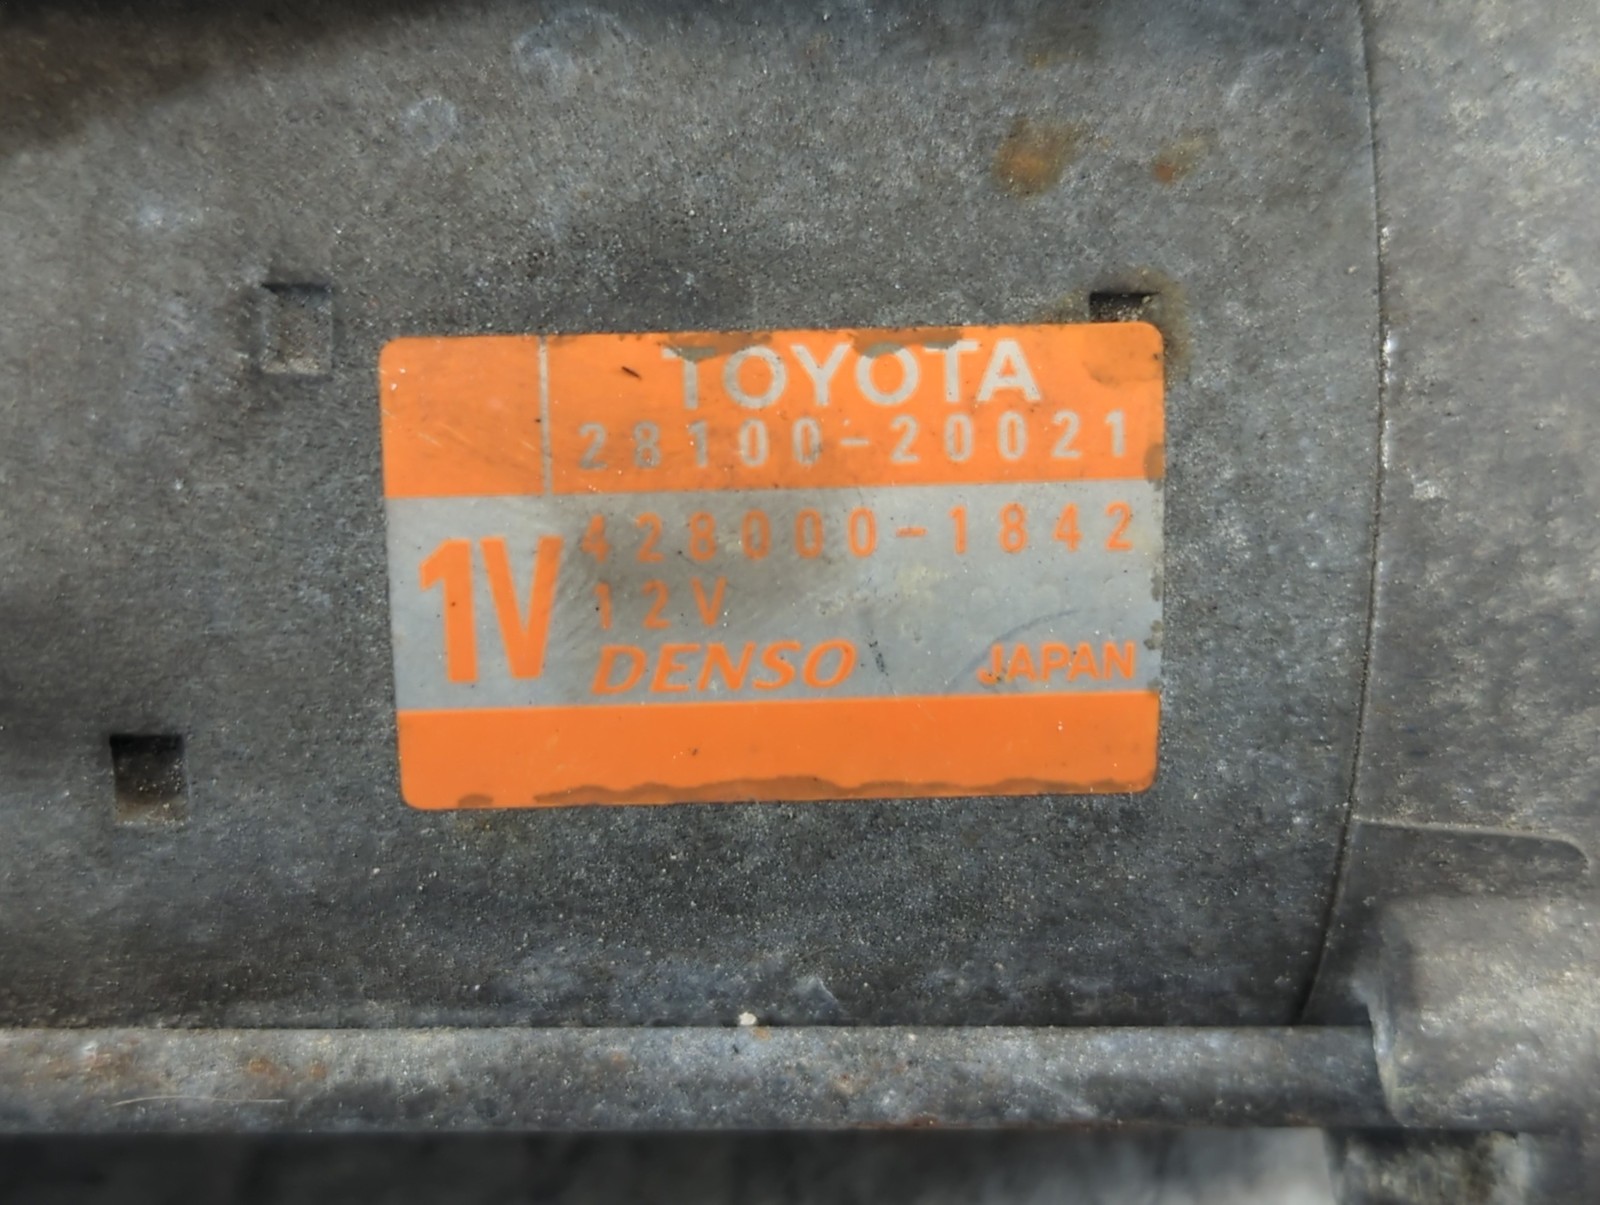 TOYOTA
28100-20021
1V
428000-1842
12V
DENSO JAPAN